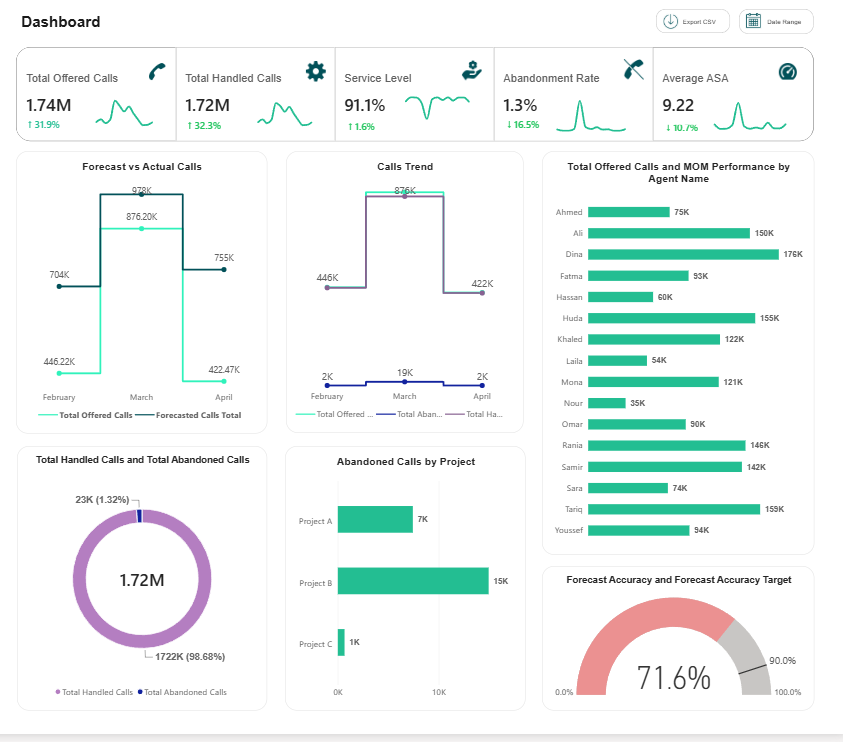 Dashboard
Export CSV
Date Range
Total Offered Calls
1.74M
↑ 31.9%
Total Handled Calls
1.72M
↑ 32.3%
Service Level
91.1%
↑ 1.6%
Abandonment Rate
1.3%
↓ 16.5%
Average ASA
9.22
↓ 10.7%
Forecast vs Actual Calls
978K
876.20K
755K
704K
446.22K
422.47K
February
March
April
Total Offered Calls
Forecasted Calls Total
Calls Trend
876K
446K
422K
2K
19K
2K
February
March
April
Total Offered ...
Total Aban...
Total Ha...
Total Offered Calls and MOM Performance by
Agent Name
Ahmed 75K
Ali 150K
Dina 176K
Fatma 93K
Hassan 60K
Huda 155K
Khaled 122K
Laila 54K
Mona 121K
Nour 35K
Omar 90K
Rania 146K
Samir 142K
Sara 74K
Tariq 159K
Youssef 94K
Total Handled Calls and Total Abandoned Calls
23K (1.32%)
1.72M
1722K (98.68%)
Total Handled Calls
Total Abandoned Calls
Abandoned Calls by Project
Project A 7K
Project B 15K
Project C 1K
0K
10K
Forecast Accuracy and Forecast Accuracy Target
90.0%
71.6%
0.0%
100.0%